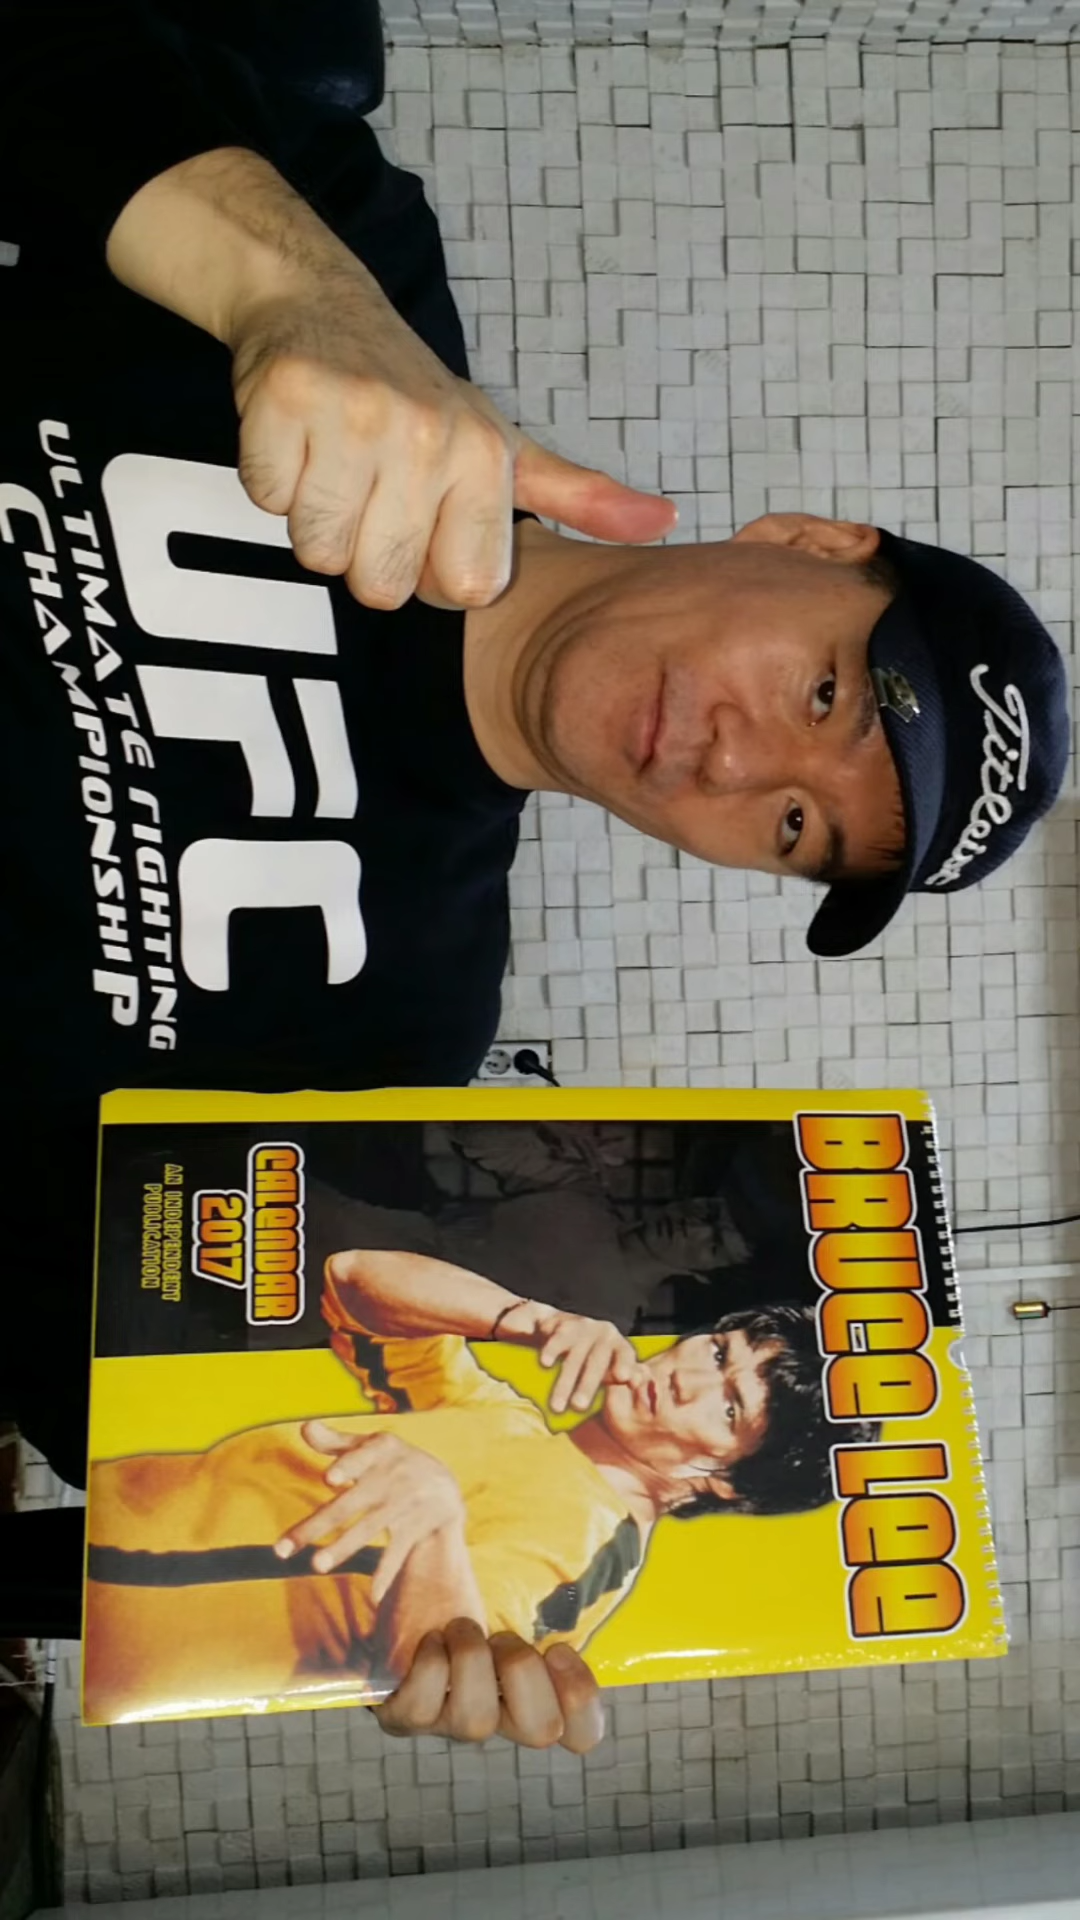 Titleist
UFC
ULTIMATE FIGHTING
CHAMPIONSHIP
BRUCE LEE
CALENDAR
2017
AN INDEPENDENT
PUBLICATION